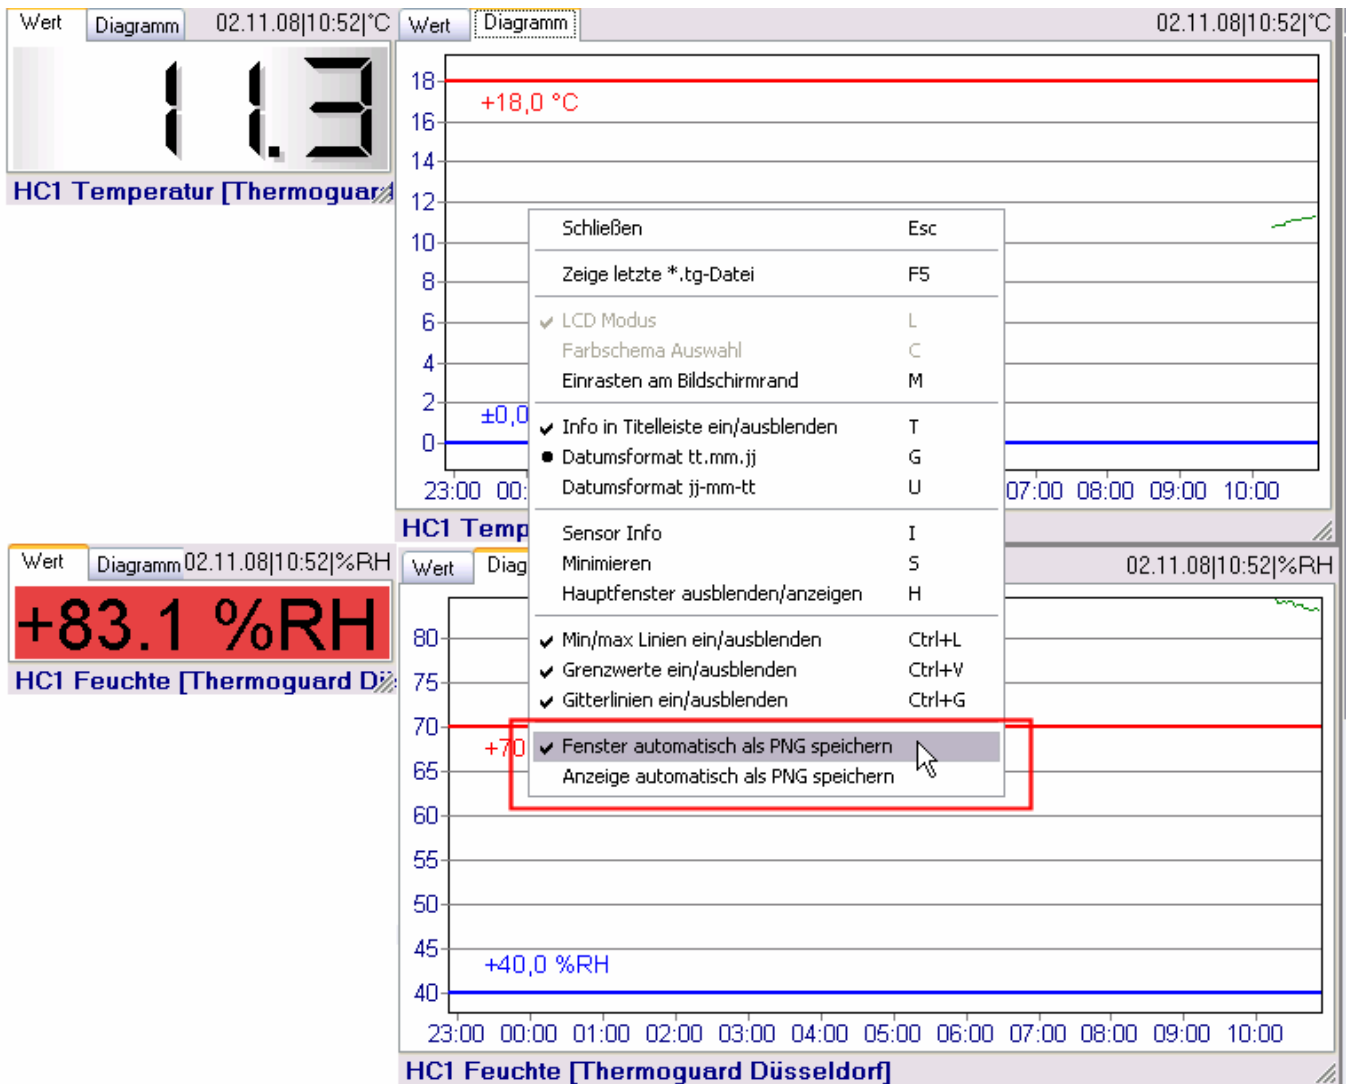 Wert Diagramm 02.11.08|10:52|°C
11.3
HC1 Temperatur [Thermoguard
Wert Diagramm 02.11.08|10:52|°C
18
+18,0 °C
16
14
12
10
8
6
4
2
±0,0
0
23:00 00: 07:00 08:00 09:00 10:00
HC1 Temp
Schließen Esc
Zeige letzte *.tg-Datei F5
LCD Modus L
Farbschema Auswahl C
Einrasten am Bildschirmrand M
Info in Titelleiste ein/ausblenden T
Datumsformat tt.mm.jj G
Datumsformat jj-mm-tt U
Sensor Info I
Minimieren S
Hauptfenster ausblenden/anzeigen H
Min/max Linien ein/ausblenden Ctrl+L
Grenzwerte ein/ausblenden Ctrl+V
Gitterlinien ein/ausblenden Ctrl+G
Fenster automatisch als PNG speichern
Anzeige automatisch als PNG speichern
Wert Diagramm 02.11.08|10:52|%RH
+83.1 %RH
HC1 Feuchte [Thermoguard Dü
Wert Diag 02.11.08|10:52|%RH
80
75
70
+70
65
60
55
50
45
+40,0 %RH
40
23:00 00:00 01:00 02:00 03:00 04:00 05:00 06:00 07:00 08:00 09:00 10:00
HC1 Feuchte [Thermoguard Düsseldorf]